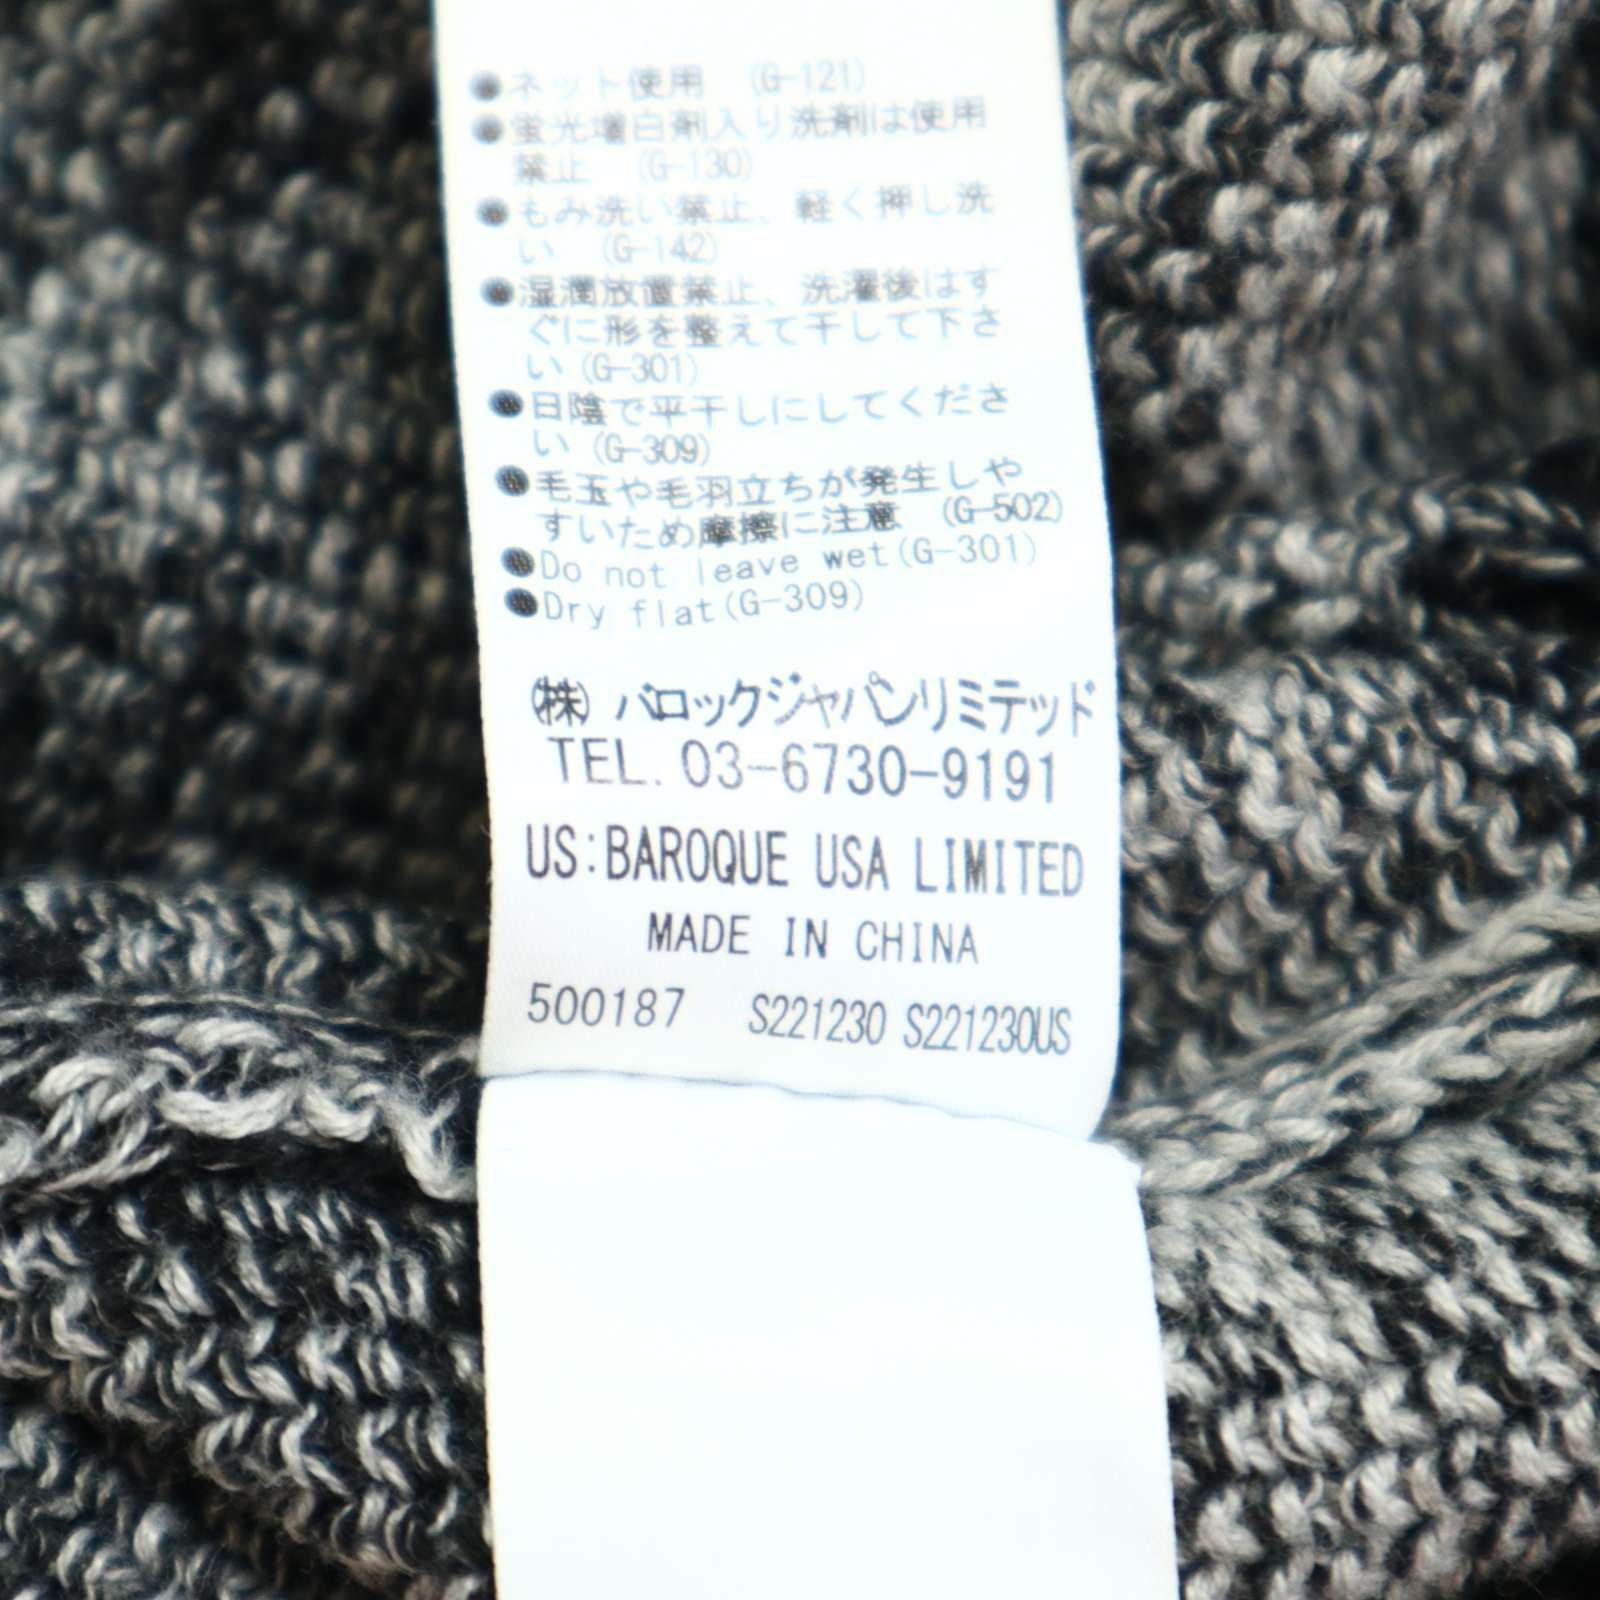 ●ネット使用 (G-121)
●蛍光増白剤入り洗剤は使用
禁止 (G-130)
●もみ洗い禁止、軽く押し洗
い (G-142)
●湿潤放置禁止、洗濯後はす
ぐに形を整えて干して下さ
い(G-301)
●日陰で平干しにしてくださ
い(G-309)
●毛玉や毛羽立ちが発生しや
すいため摩擦に注意 (G-502)
●Do not leave wet(G-301)
●Dry flat(G-309)
(株) バロックジャパンリミテッド
TEL. 03-6730-9191
US:BAROQUE USA LIMITED
MADE IN CHINA
500187 S221230 S221230US